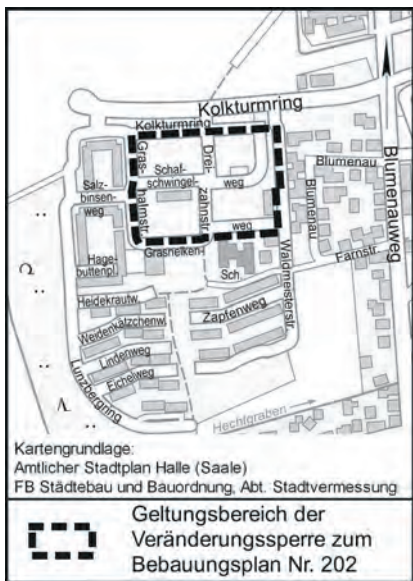 Kolkturmring
Kolkturmring
Gras-
halmstr.
Drei-
zahnstr.
Schaf-
schwingel-
weg
Salz-
binsen-
weg
Blumenau
Blumenau
Blumenauweg
weg
Grasnelken-
Hage-
buttenpl.
Sch.
Waldmeisterstr.
Farnstr.
Heidekrautw.
Zapfenweg
Weidenkätzchenw.
Lindenweg
Eichelweg
Lunzbergring
Hechtgraben
Kartengrundlage:
Amtlicher Stadtplan Halle (Saale)
FB Städtebau und Bauordnung, Abt. Stadtvermessung
Geltungsbereich der
Veränderungssperre zum
Bebauungsplan Nr. 202